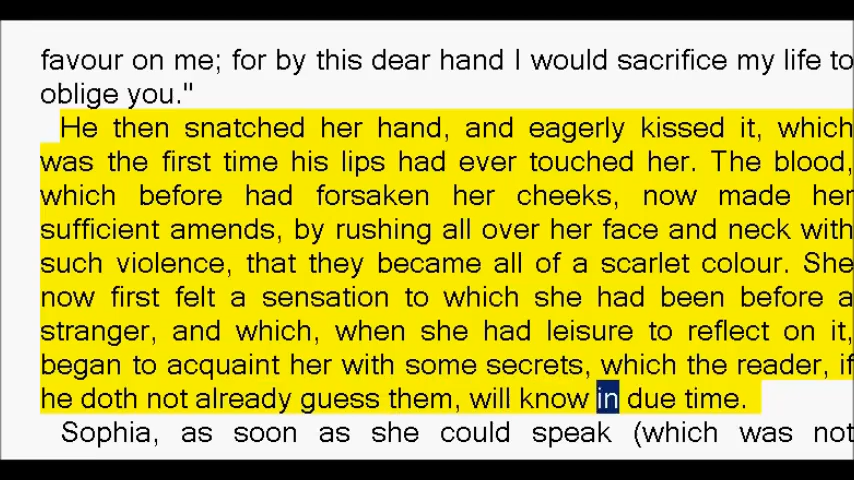 favour on me; for by this dear hand I would sacrifice my life to
oblige you."
He then snatched her hand, and eagerly kissed it, which
was the first time his lips had ever touched her. The blood,
which before had forsaken her cheeks, now made her
sufficient amends, by rushing all over her face and neck with
such violence, that they became all of a scarlet colour. She
now first felt a sensation to which she had been before a
stranger, and which, when she had leisure to reflect on it,
began to acquaint her with some secrets, which the reader, if
he doth not already guess them, will know in due time.
Sophia, as soon as she could speak (which was not